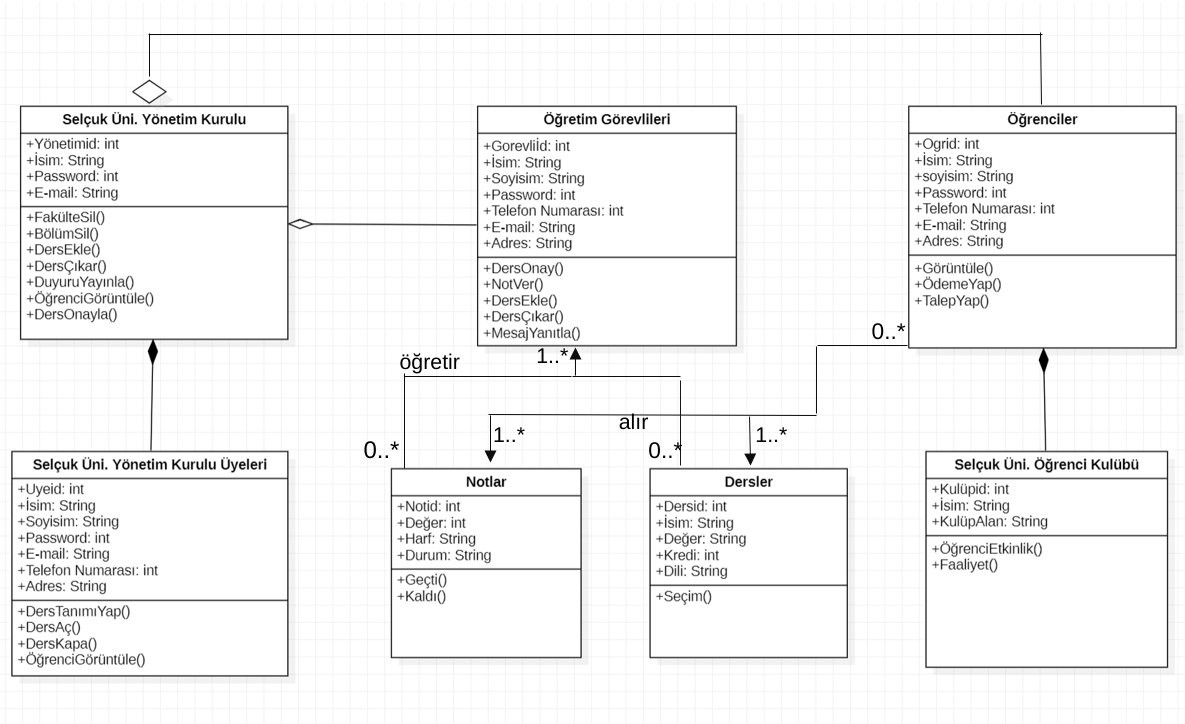 Selçuk Üni. Yönetim Kurulu
+Yönetimid: int
+İsim: String
+Password: int
+E-mail: String
+FakülteSil()
+BölümSil()
+DersEkle()
+DersÇıkar()
+DuyuruYayınla()
+ÖğrenciGörüntüle()
+DersOnayla()
Öğretim Görevlileri
+GorevliId: int
+İsim: String
+Soyisim: String
+Password: int
+Telefon Numarası: int
+E-mail: String
+Adres: String
+DersOnay()
+NotVer()
+DersEkle()
+DersÇıkar()
+MesajYanıtla()
Öğrenciler
+Ogrid: int
+İsim: String
+soyisim: String
+Password: int
+Telefon Numarası: int
+E-mail: String
+Adres: String
+Görüntüle()
+ÖdemeYap()
+TalepYap()
0..*
1..*
öğretir
alır
1..*
1..*
0..*
0..*
Selçuk Üni. Yönetim Kurulu Üyeleri
+Uyeid: int
+İsim: String
+Soyisim: String
+Password: int
+E-mail: String
+Telefon Numarası: int
+Adres: String
+DersTanımıYap()
+DersAç()
+DersKapa()
+ÖğrenciGörüntüle()
Notlar
+Notid: int
+Değer: int
+Harf: String
+Durum: String
+Geçti()
+Kaldı()
Dersler
+Dersid: int
+İsim: String
+Değer: String
+Kredi: int
+Dili: String
+Seçim()
Selçuk Üni. Öğrenci Kulübü
+Kulüpid: int
+İsim: String
+KulüpAlan: String
+ÖğrenciEtkinlik()
+Faaliyet()